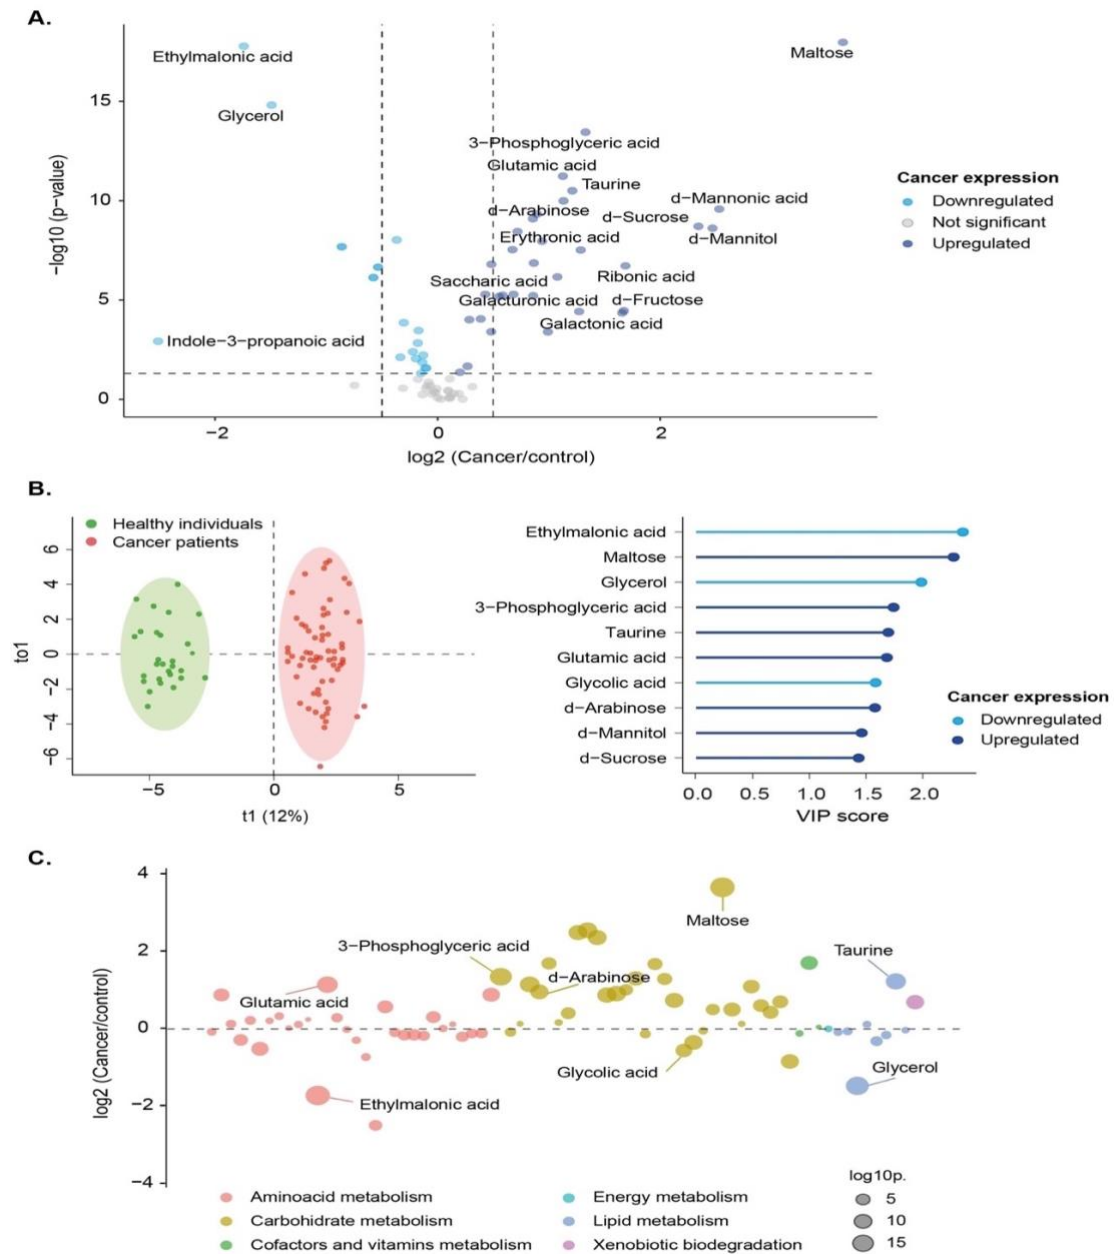 A.
Ethylmalonic acid
Maltose
Glycerol
3-Phosphoglyceric acid
Glutamic acid
Taurine
d-Mannonic acid
d-Arabinose
d-Sucrose
Erythronic acid
d-Mannitol
Saccharic acid
Ribonic acid
Galacturonic acid
d-Fructose
Galactonic acid
Indole-3-propanoic acid
15
10
5
0
-log10 (p-value)
-2
0
2
log2 (Cancer/control)
Cancer expression
Downregulated
Not significant
Upregulated
B.
Healthy individuals
Cancer patients
6
4
2
0
-2
-4
-6
to1
-5
0
5
t1 (12%)
Ethylmalonic acid
Maltose
Glycerol
3-Phosphoglyceric acid
Taurine
Glutamic acid
Glycolic acid
d-Arabinose
d-Mannitol
d-Sucrose
0.0
0.5
1.0
1.5
2.0
VIP score
Cancer expression
Downregulated
Upregulated
C.
4
2
0
-2
-4
log2 (Cancer/control)
Maltose
3-Phosphoglyceric acid
Taurine
d-Arabinose
Glutamic acid
Glycolic acid
Glycerol
Ethylmalonic acid
Aminoacid metabolism
Carbohidrate metabolism
Cofactors and vitamins metabolism
Energy metabolism
Lipid metabolism
Xenobiotic biodegradation
log10p.
5
10
15